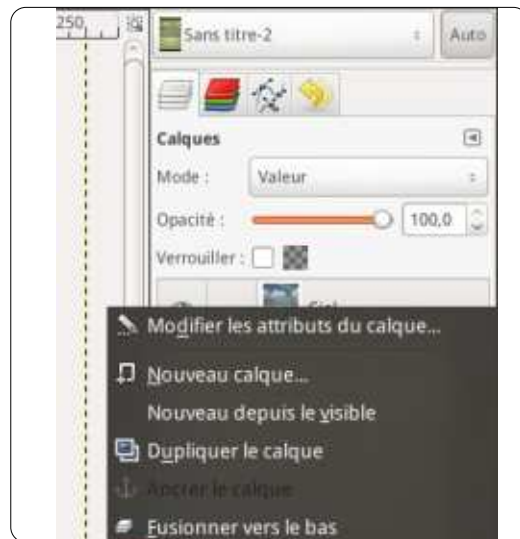 250
Sans titre-2
Auto
Calques
Mode : Valeur
Opacité : 100,0
Verrouiller :
Ciel
Modifier les attributs du calque...
Nouveau calque...
Nouveau depuis le visible
Dupliquer le calque
Ancrer le calque
Fusionner vers le bas